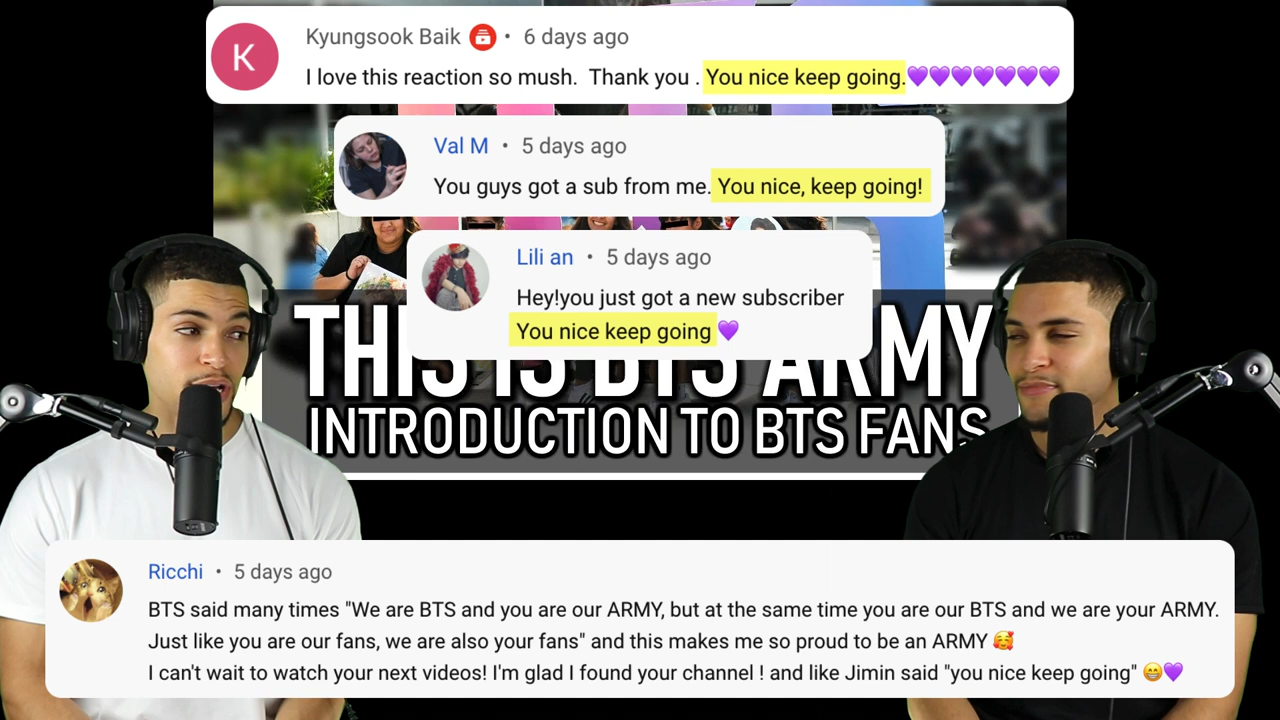 K
Kyungsook Baik • 6 days ago
I love this reaction so mush. Thank you . You nice keep going.💜💜💜💜💜💜💜
Val M • 5 days ago
You guys got a sub from me. You nice, keep going!
Lili an • 5 days ago
Hey!you just got a new subscriber
You nice keep going 💜
THIS IS BTS ARMY
INTRODUCTION TO BTS FANS
Ricchi • 5 days ago
BTS said many times "We are BTS and you are our ARMY, but at the same time you are our BTS and we are your ARMY.
Just like you are our fans, we are also your fans" and this makes me so proud to be an ARMY 🥰
I can't wait to watch your next videos! I'm glad I found your channel ! and like Jimin said "you nice keep going" 😁💜